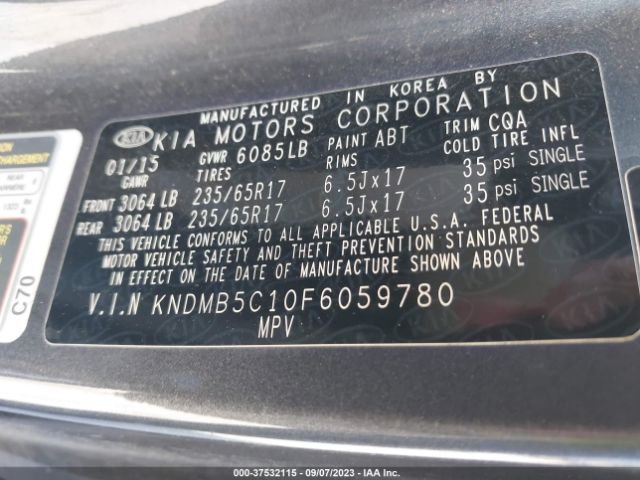 MANUFACTURED IN KOREA BY
KIA KIA MOTORS CORPORATION
01/15 GVWR 6085LB PAINT ABT TRIM CQA
GAWR TIRES RIMS COLD TIRE INFL
FRONT 3064 LB 235/65R17 6.5Jx17 35 psi SINGLE
REAR 3064 LB 235/65R17 6.5Jx17 35 psi SINGLE
THIS VEHICLE CONFORMS TO ALL APPLICABLE U.S.A. FEDERAL
MOTOR VEHICLE SAFETY AND THEFT PREVENTION STANDARDS
IN EFFECT ON THE DATE OF MANUFACTURE SHOWN ABOVE
V.I.N KNDMB5C10F6059780
MPV
C70
000-37532115 - 09/07/2023 - IAA Inc.